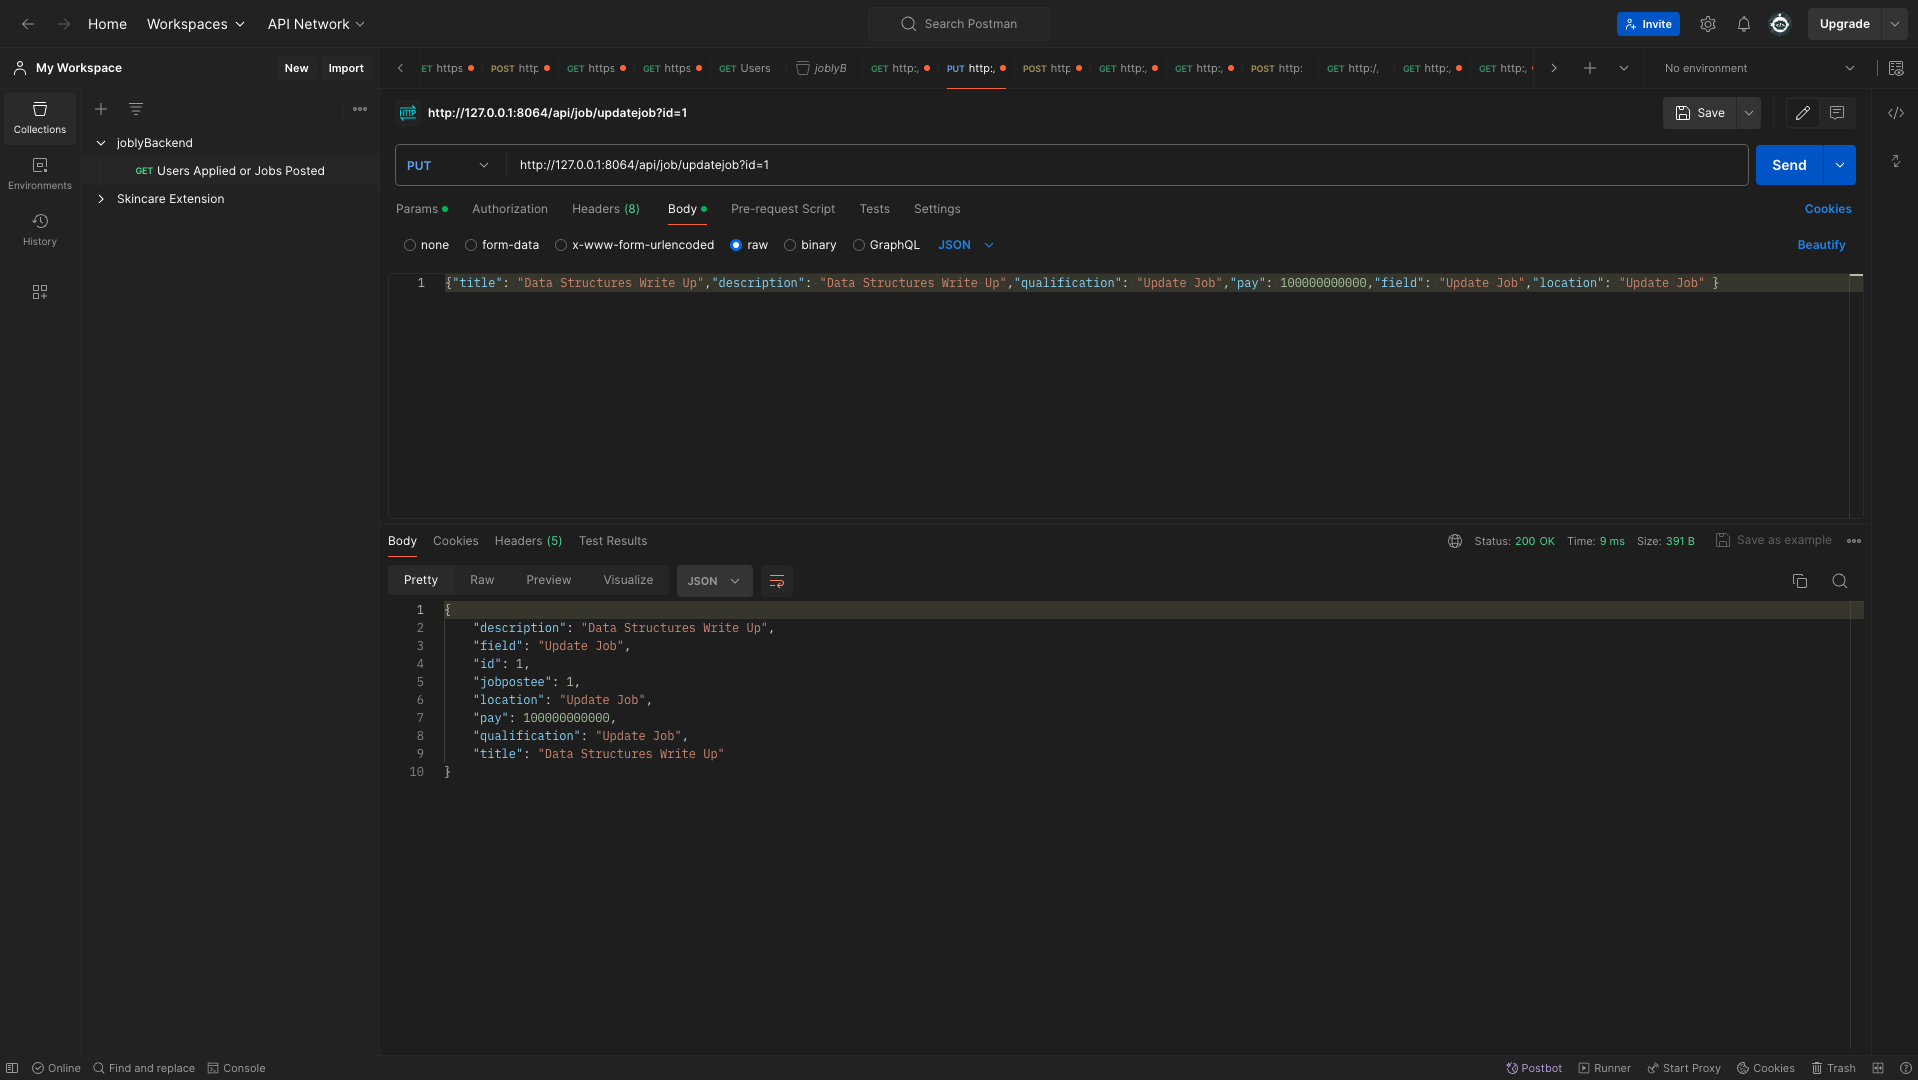 Home Workspaces API Network Search Postman Invite Upgrade
My Workspace New Import ET https POST http GET https GET https GET Users joblyB GET http:, PUT http:, POST http GET http:, GET http:, POST http: GET http:/, GET http:, GET http:, No environment
Collections
Environments
History
joblyBackend
GET Users Applied or Jobs Posted
Skincare Extension
HTTP http://127.0.0.1:8064/api/job/updatejob?id=1 Save
PUT http://127.0.0.1:8064/api/job/updatejob?id=1 Send
Params Authorization Headers (8) Body Pre-request Script Tests Settings Cookies
none form-data x-www-form-urlencoded raw binary GraphQL JSON Beautify
1 {"title": "Data Structures Write Up","description": "Data Structures Write Up","qualification": "Update Job","pay": 100000000000,"field": "Update Job","location": "Update Job" }
Body Cookies Headers (5) Test Results Status: 200 OK Time: 9 ms Size: 391 B Save as example
Pretty Raw Preview Visualize JSON
1 {
2 "description": "Data Structures Write Up",
3 "field": "Update Job",
4 "id": 1,
5 "jobpostee": 1,
6 "location": "Update Job",
7 "pay": 100000000000,
8 "qualification": "Update Job",
9 "title": "Data Structures Write Up"
10 }
Online Find and replace Console Postbot Runner Start Proxy Cookies Trash